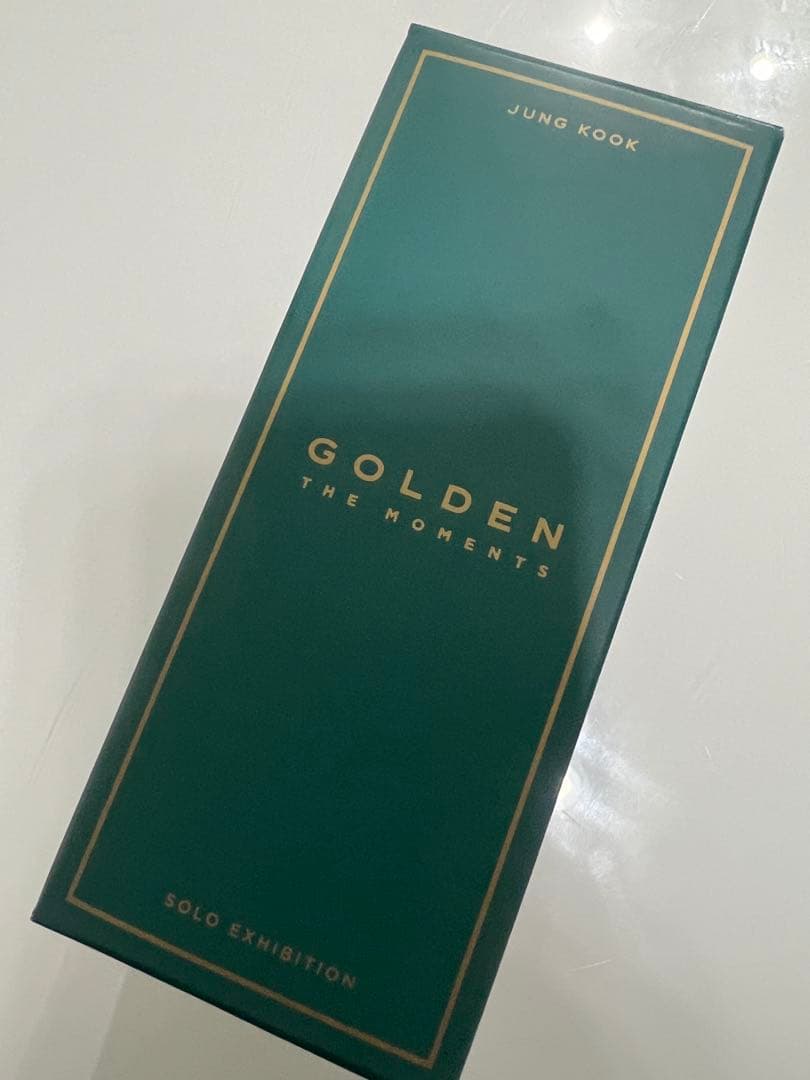 JUNG KOOK
GOLDEN
THE MOMENTS
SOLO EXHIBITION